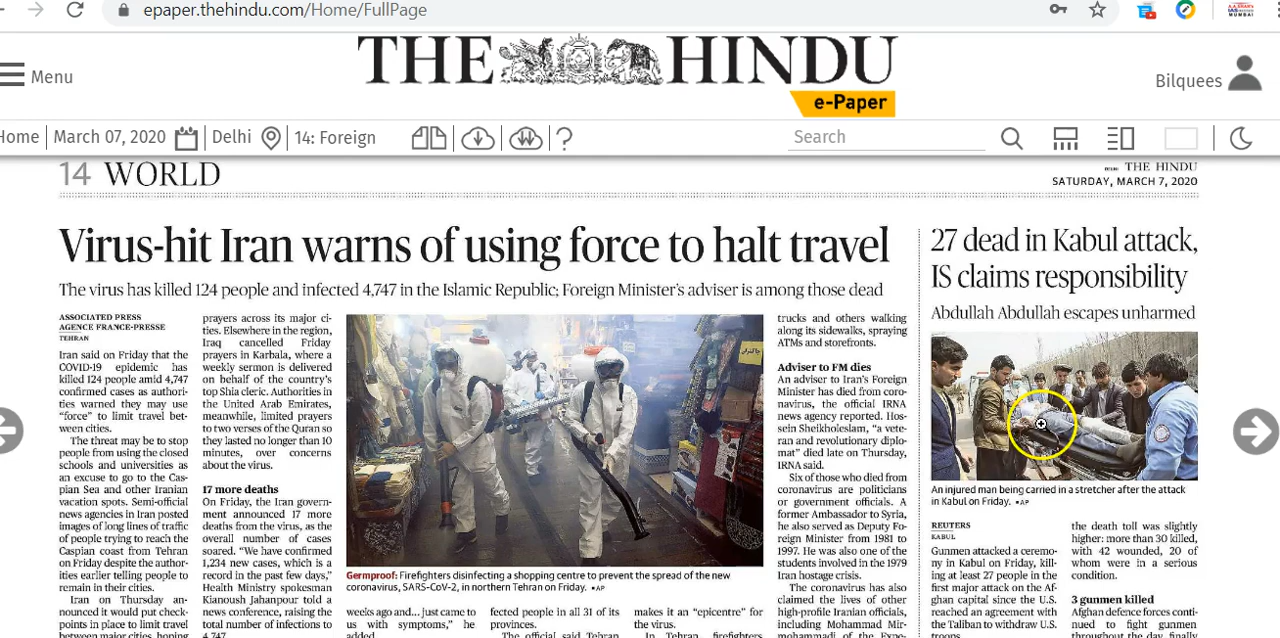 epaper.thehindu.com/Home/FullPage
THE HINDU
e-Paper
Menu
Bilquees
Home
March 07, 2020
Delhi
14: Foreign
?
Search
14 WORLD
THE HINDU
SATURDAY, MARCH 7, 2020
Virus-hit Iran warns of using force to halt travel
The virus has killed 124 people and infected 4,747 in the Islamic Republic; Foreign Minister's adviser is among those dead
ASSOCIATED PRESS
AGENCE FRANCE-PRESSE
TEHRAN
Iran said on Friday that the
COVID-19 epidemic has
killed 124 people amid 4,747
confirmed cases as author-
ities warned they may use
“force” to limit travel bet-
ween cities.
The threat may be to stop
people from using the closed
schools and universities as
an excuse to go to the Cas-
pian Sea and other Iranian
vacation spots. Semi-official
news agencies in Iran posted
images of long lines of traffic
of people trying to reach the
Caspian coast from Tehran
on Friday despite the author-
ities earlier telling people to
remain in their cities.
Iran on Thursday an-
nounced it would put check-
points in place to limit travel
between major cities, hoping
prayers across its major ci-
ties. Elsewhere in the region,
Iraq cancelled Friday
prayers in Karbala, where a
weekly sermon is delivered
on behalf of the country's
top Shia cleric. Authorities in
the United Arab Emirates,
meanwhile, limited prayers
to two verses of the Quran so
they lasted no longer than 10
minutes, over concerns
about the virus.
17 more deaths
On Friday, the Iran govern-
ment announced 17 more
deaths from the virus, as the
overall number of cases
soared. “We have confirmed
1,234 new cases, which is a
record in the past few days,”
Health Ministry spokesman
Kianoush Jahanpour told a
news conference, raising the
total number of infections to
4,747.
Germproof: Firefighters disinfecting a shopping centre to prevent the spread of the new
coronavirus, SARS-CoV-2, in northern Tehran on Friday. AP
weeks ago and... just came to
us with symptoms,” he
added.
fected people in all 31 of its
provinces.
The official said Tehran
makes it an “epicentre” for
the virus.
In Tehran, firefighters
trucks and others walking
along its sidewalks, spraying
ATMs and storefronts.
Adviser to FM dies
An adviser to Iran's Foreign
Minister has died from coro-
navirus, the official IRNA
news agency reported. Hos-
sein Sheikholeslam, “a vete-
ran and revolutionary diplo-
mat” died late on Thursday,
IRNA said.
Six of those who died from
coronavirus are politicians
or government officials. A
former Ambassador to Syria,
he also served as Deputy Fo-
reign Minister from 1981 to
1997. He was also one of the
students involved in the 1979
Iran hostage crisis.
The coronavirus has also
claimed the lives of other
high-profile Iranian officials,
including Mohammad Mir-
mohammadi of the Expe-
27 dead in Kabul attack,
IS claims responsibility
Abdullah Abdullah escapes unharmed
An injured man being carried in a stretcher after the attack
in Kabul on Friday. AP
REUTERS
KABUL
Gunmen attacked a ceremo-
ny in Kabul on Friday, kill-
ing at least 27 people in the
first major attack on the Af-
ghan capital since the U.S.
reached an agreement with
the Taliban to withdraw U.S.
troops.
the death toll was slightly
higher: more than 30 killed,
with 42 wounded, 20 of
whom were in a serious
condition.
3 gunmen killed
Afghan defence forces conti-
nued to fight gunmen
throughout the day, final-